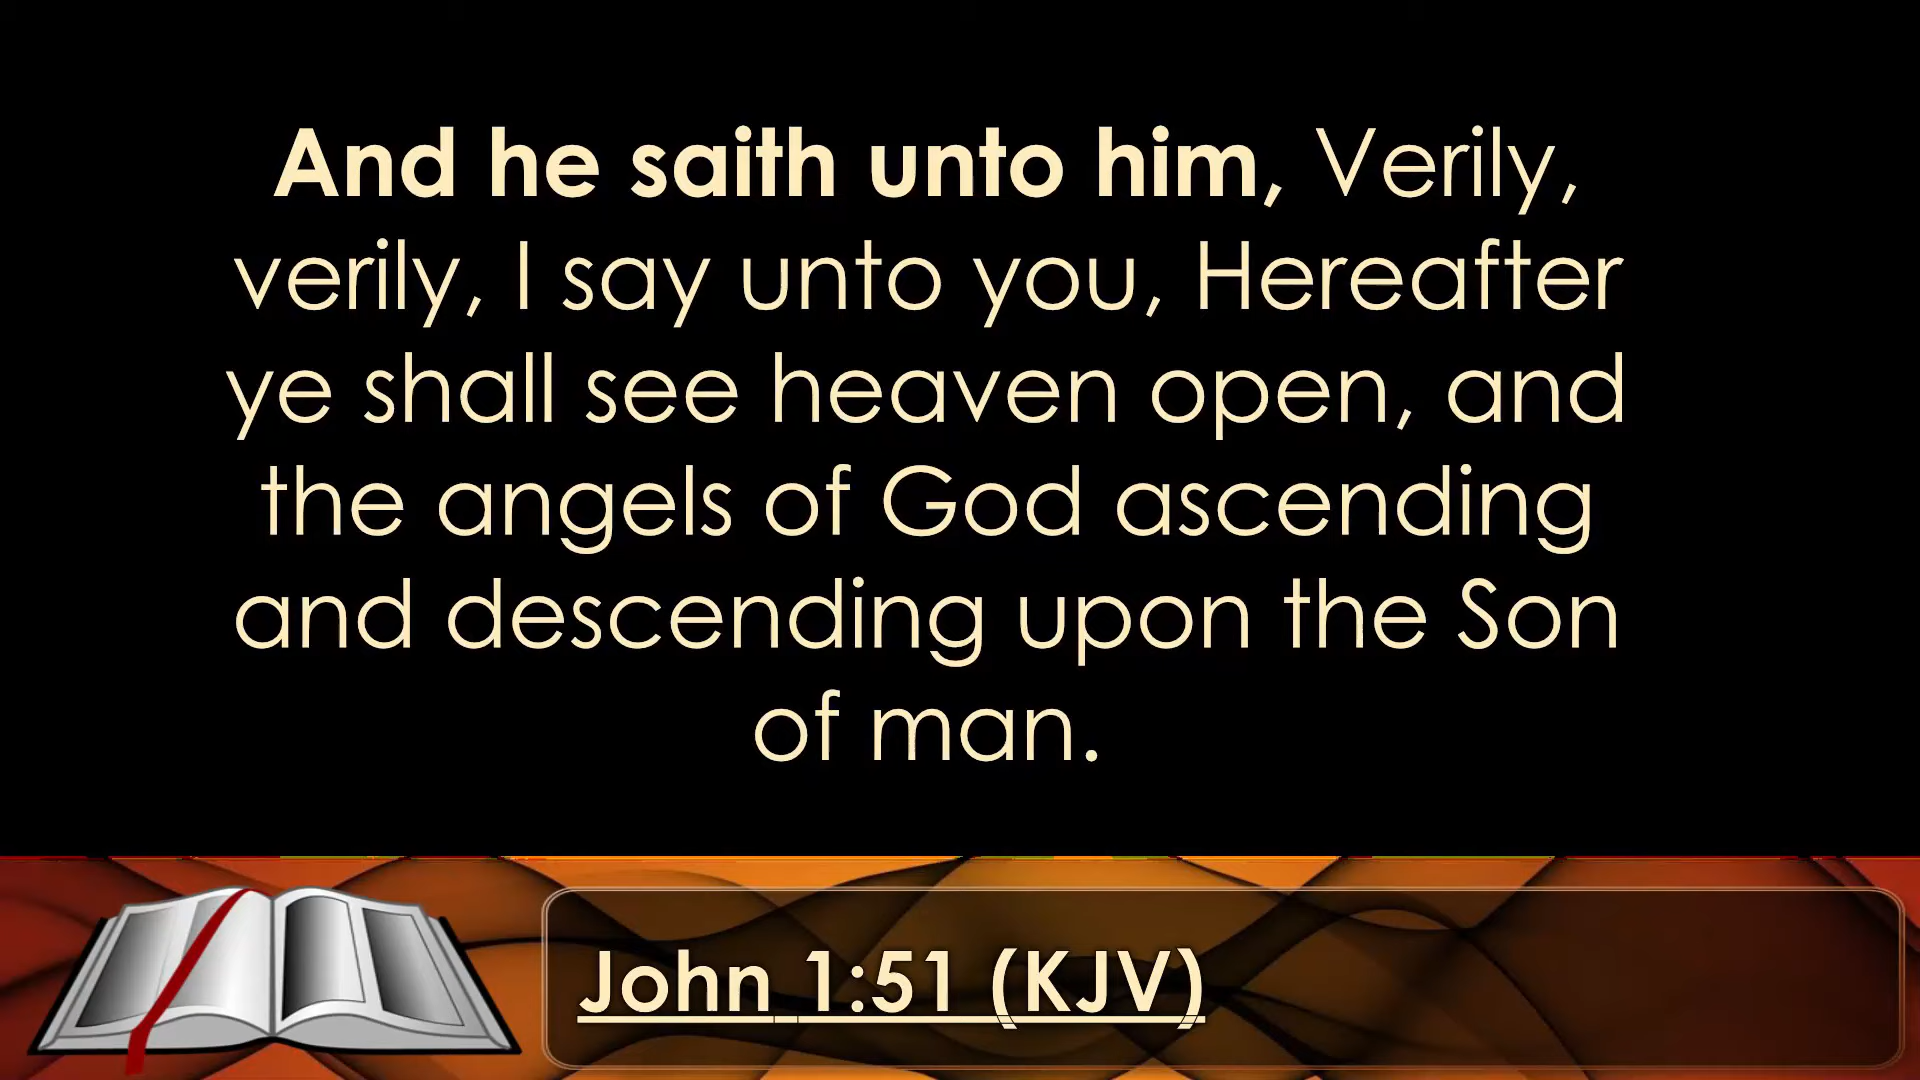 And he saith unto him, Verily,
verily, I say unto you, Hereafter
ye shall see heaven open, and
the angels of God ascending
and descending upon the Son
of man.
John 1:51 (KJV)